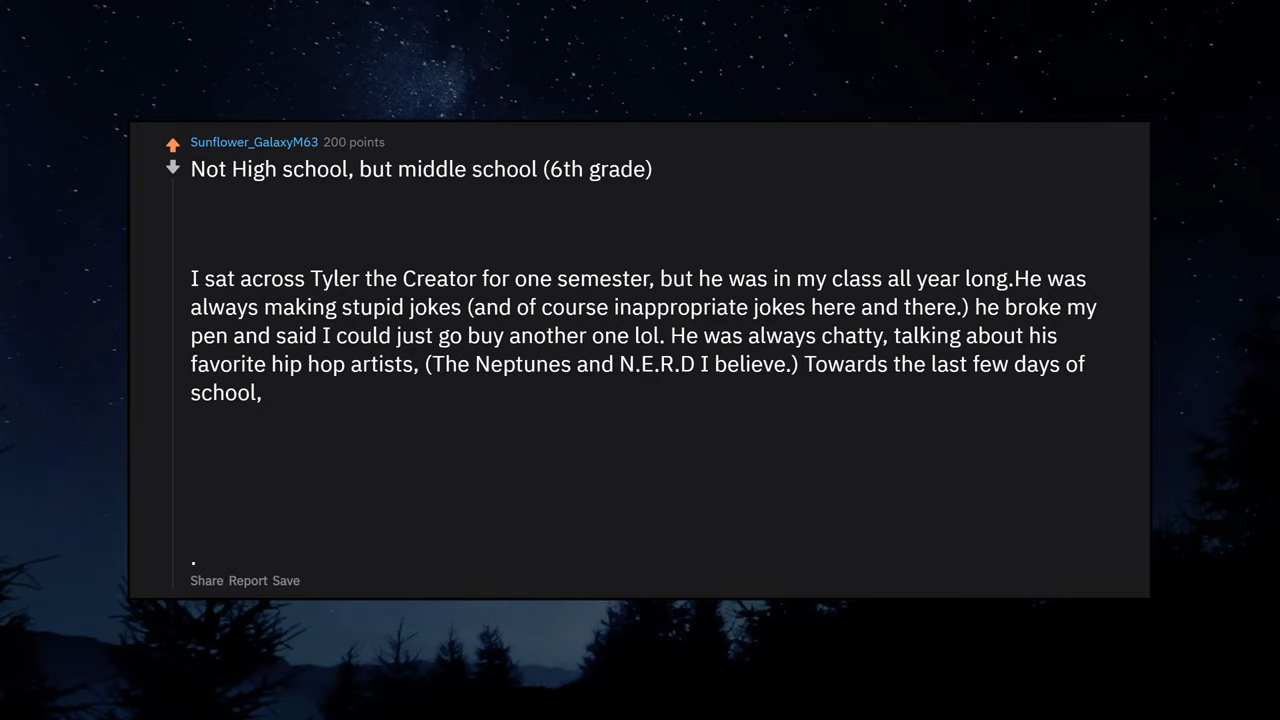 Sunflower_GalaxyM63 200 points
Not High school, but middle school (6th grade)
I sat across Tyler the Creator for one semester, but he was in my class all year long.He was
always making stupid jokes (and of course inappropriate jokes here and there.) he broke my
pen and said I could just go buy another one lol. He was always chatty, talking about his
favorite hip hop artists, (The Neptunes and N.E.R.D I believe.) Towards the last few days of
school,
.
Share Report Save